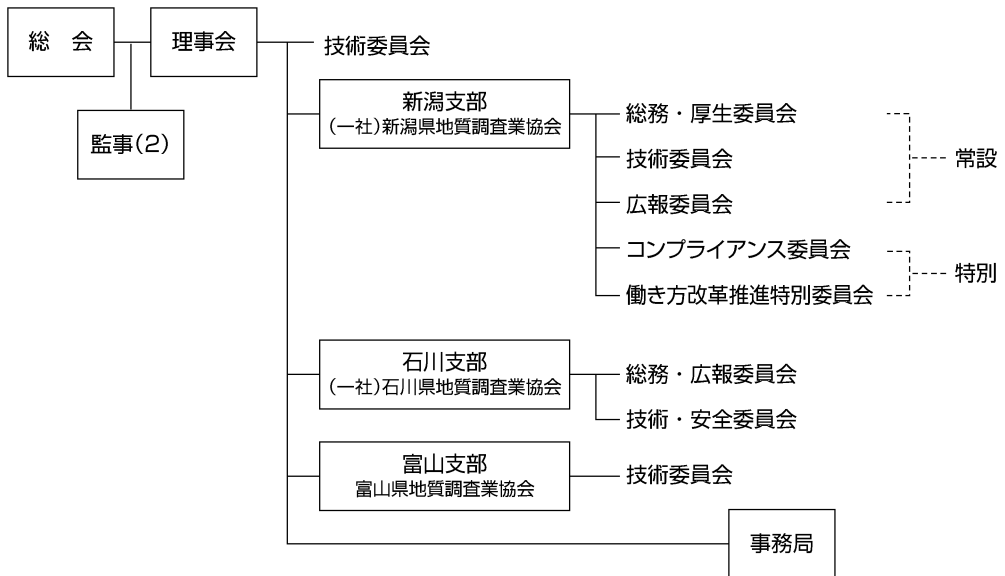 総　会
理事会
監事(2)
技術委員会
新潟支部
(一社)新潟県地質調査業協会
総務・厚生委員会
技術委員会
広報委員会
常設
コンプライアンス委員会
働き方改革推進特別委員会
特別
石川支部
(一社)石川県地質調査業協会
総務・広報委員会
技術・安全委員会
富山支部
富山県地質調査業協会
技術委員会
事務局